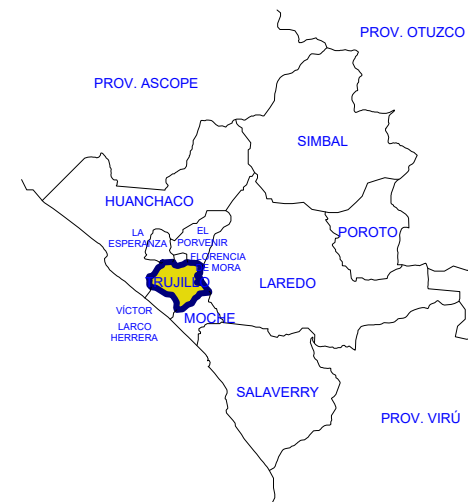 PROV. OTUZCO
PROV. ASCOPE
SIMBAL
HUANCHACO
LA
ESPERANZA
EL
PORVENIR
POROTO
FLORENCIA
DE MORA
TRUJILLO
LAREDO
VÍCTOR
LARCO
HERRERA
MOCHE
SALAVERRY
PROV. VIRÚ